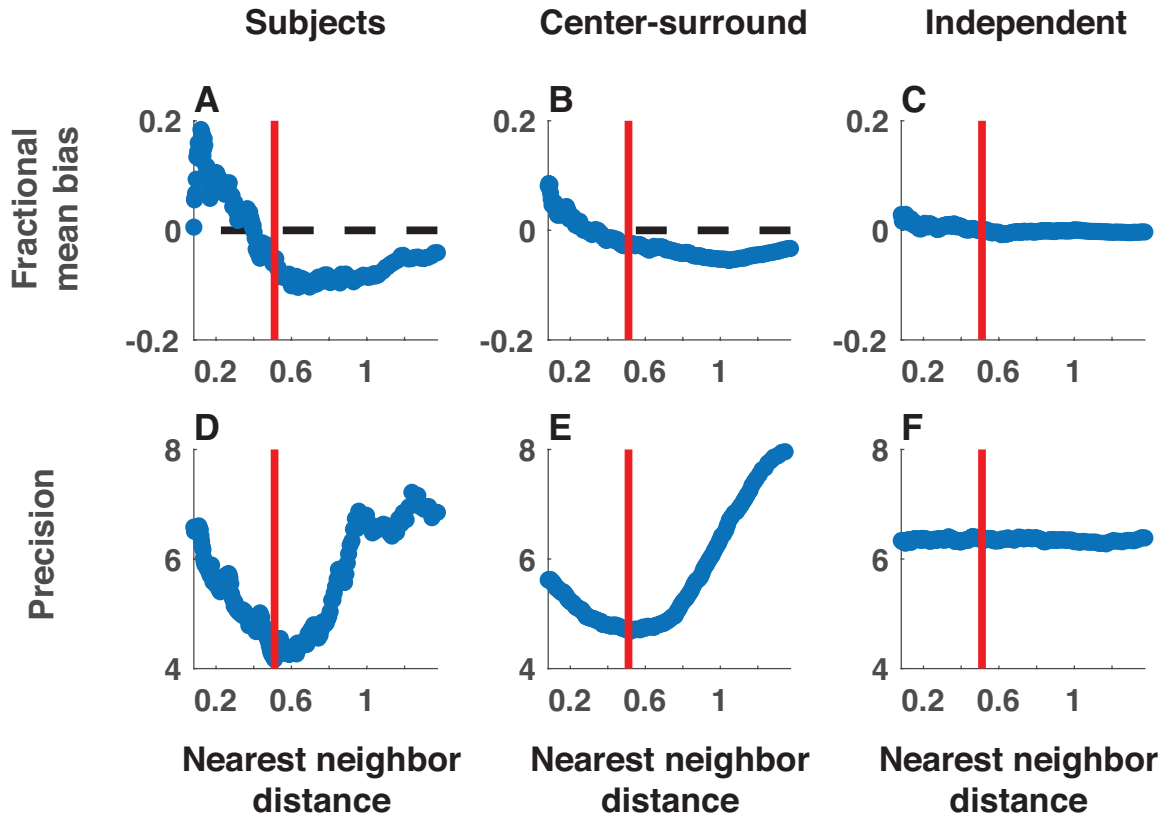 Subjects Center-surround Independent
A B C
Fractional
mean bias
0.2 0.2 0.2
0 0 0
-0.2 -0.2 -0.2
0.2 0.6 1 0.2 0.6 1 0.2 0.6 1
D E F
Precision
8 8 8
6 6 6
4 4 4
0.2 0.6 1 0.2 0.6 1 0.2 0.6 1
Nearest neighbor Nearest neighbor Nearest neighbor
distance distance distance